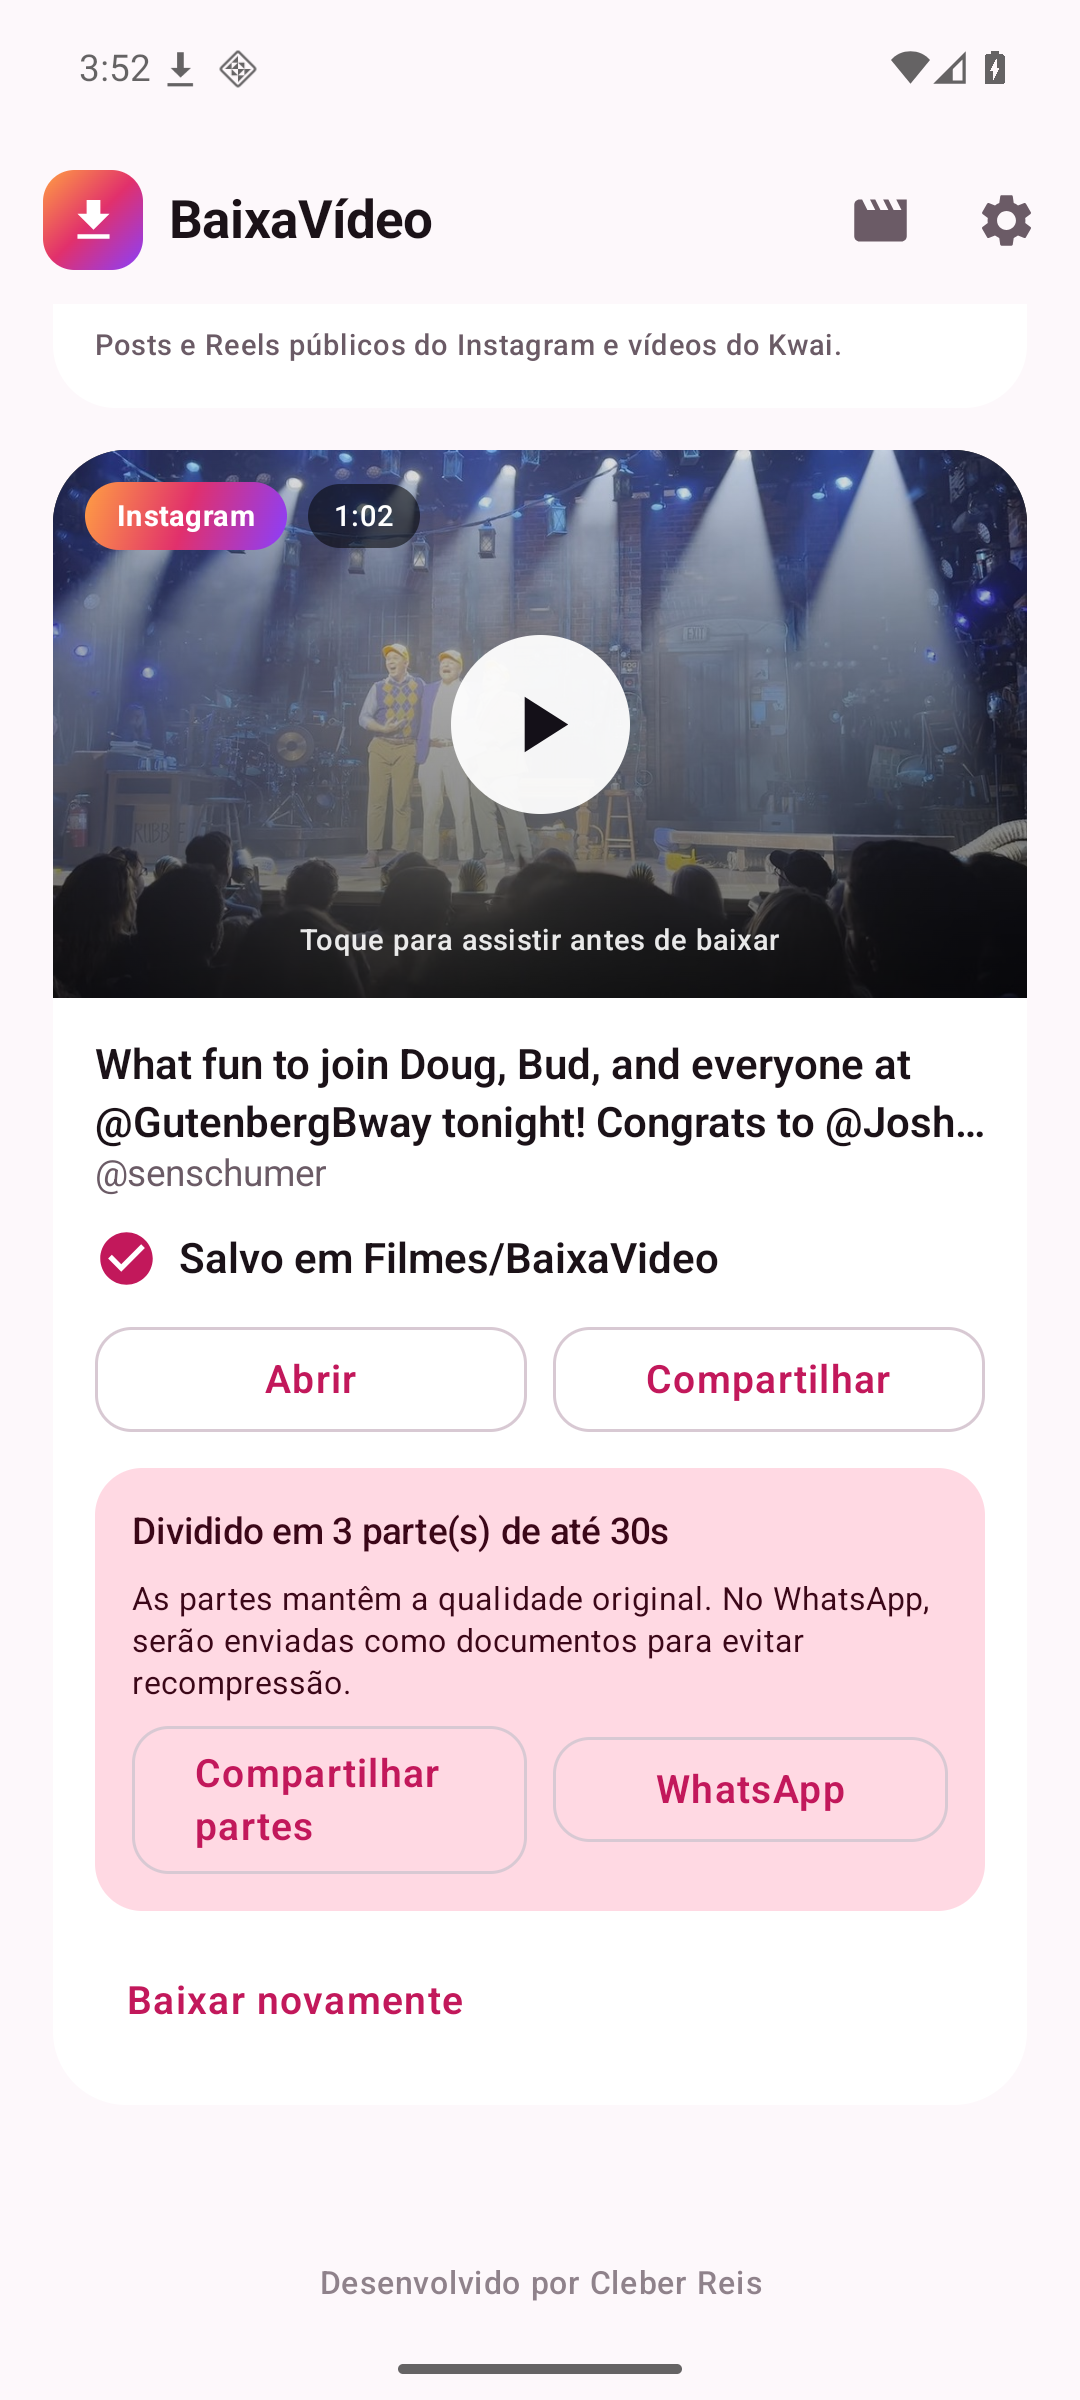 3:52
BaixaVídeo
Posts e Reels públicos do Instagram e vídeos do Kwai.
Instagram
1:02
Toque para assistir antes de baixar
What fun to join Doug, Bud, and everyone at
@GutenbergBway tonight! Congrats to @Josh…
@senschumer
Salvo em Filmes/BaixaVideo
Abrir
Compartilhar
Dividido em 3 parte(s) de até 30s
As partes mantêm a qualidade original. No WhatsApp,
serão enviadas como documentos para evitar
recompressão.
Compartilhar
partes
WhatsApp
Baixar novamente
Desenvolvido por Cleber Reis